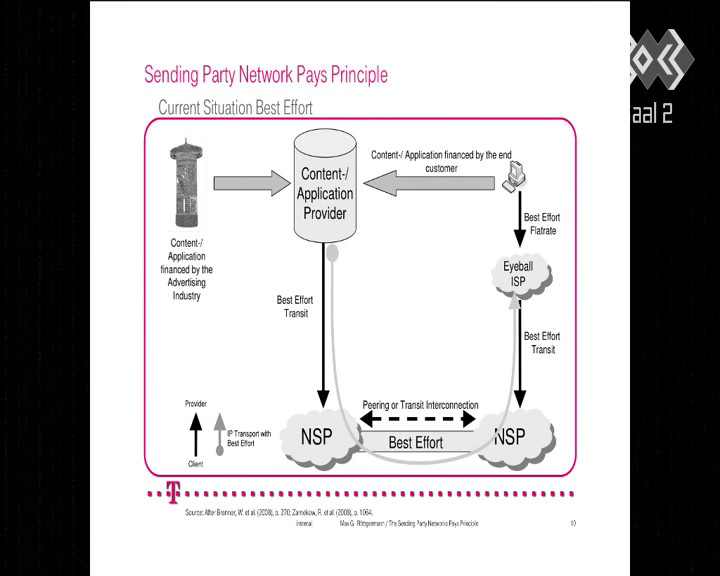 Sending Party Network Pays Principle
Current Situation Best Effort
aal 2
Content-/
Application
Provider
Content-/ Application financed by the end
customer
Best Effort
Flatrate
Content-/
Application
financed by the
Advertising
Industry
Eyeball
ISP
Best Effort
Transit
Best Effort
Transit
Provider
Client
IP Transport with
Best Effort
Peering or Transit Interconnection
NSP
Best Effort
NSP
T
Source: After Brenner, W. et al. (2008), p. 270; Zarnekow, R. et al. (2008), p. 1064.
internal
Max G. Rötgermann / The Sending Party Networks Pays Principle
10